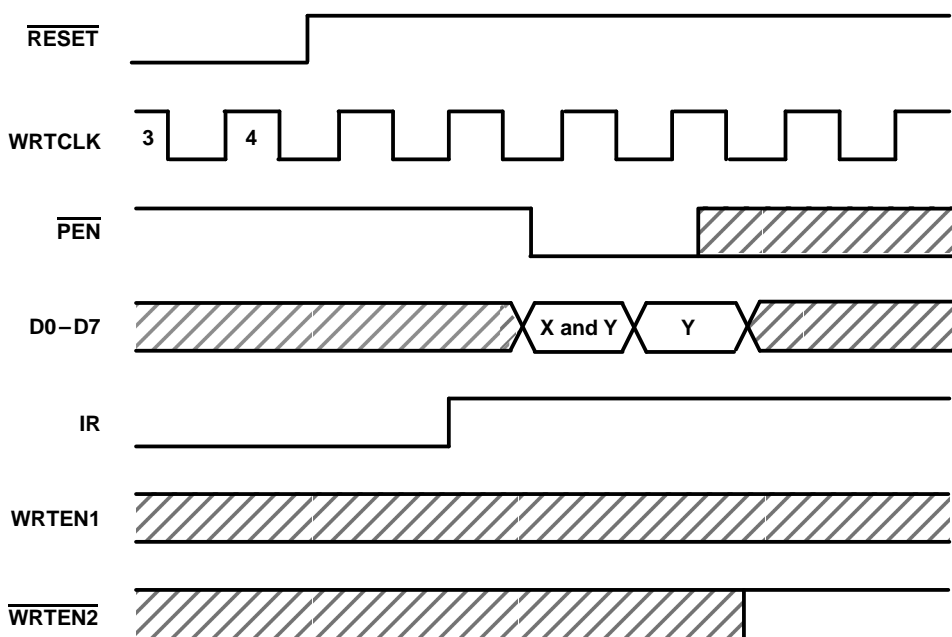 RESET
WRTCLK 3 4
PEN
D0–D7 X and Y Y
IR
WRTEN1
WRTEN2